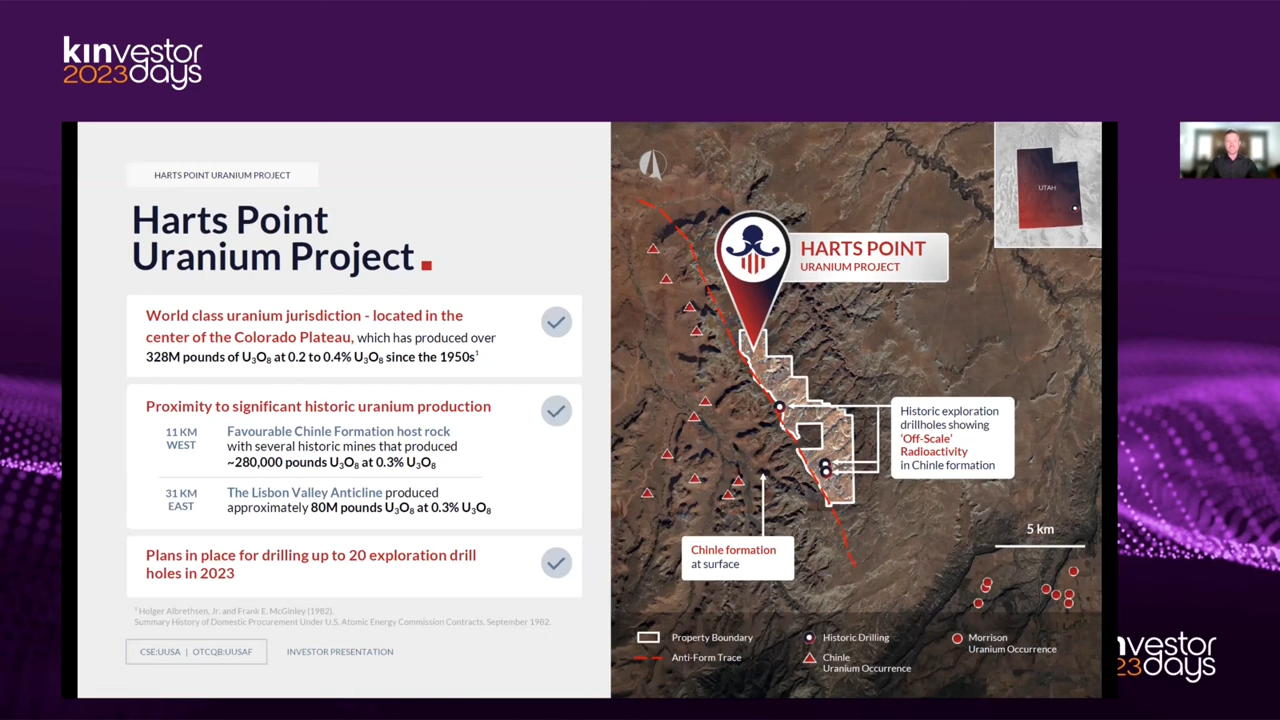 kinvestor
2023days
HARTS POINT URANIUM PROJECT
Harts Point
Uranium Project
World class uranium jurisdiction - located in the
center of the Colorado Plateau, which has produced over
328M pounds of U₃O₈ at 0.2 to 0.4% U₃O₈ since the 1950s¹
Proximity to significant historic uranium production
11 KM
WEST
Favourable Chinle Formation host rock
with several historic mines that produced
~280,000 pounds U₃O₈ at 0.3% U₃O₈
31 KM
EAST
The Lisbon Valley Anticline produced
approximately 80M pounds U₃O₈ at 0.3% U₃O₈
Plans in place for drilling up to 20 exploration drill
holes in 2023
¹ Holger Albrethsen, Jr. and Frank E. McGinley (1982).
Summary History of Domestic Procurement Under U.S. Atomic Energy Commission Contracts. September 1982.
CSE:UUSA | OTCQB:UUSAF
INVESTOR PRESENTATION
UTAH
HARTS POINT
URANIUM PROJECT
Historic exploration
drillholes showing
'Off-Scale'
Radioactivity
in Chinle formation
Chinle formation
at surface
5 km
Property Boundary
Anti-Form Trace
Historic Drilling
Chinle
Uranium Occurrence
Morrison
Uranium Occurrence
nvestor
23days